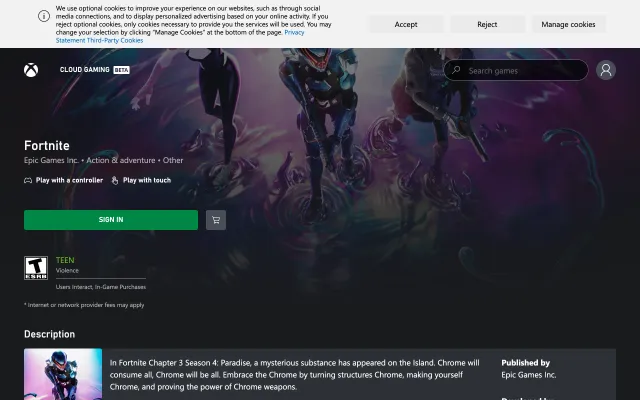 We use optional cookies to improve your experience on our websites, such as through social
media connections, and to display personalized advertising based on your online activity. If you
reject optional cookies, only cookies necessary to provide you the services will be used. You may
change your selection by clicking "Manage Cookies" at the bottom of the page. Privacy
Statement Third-Party Cookies
Accept
Reject
Manage cookies
CLOUD GAMING BETA
Search games
Fortnite
Epic Games Inc. • Action & adventure • Other
Play with a controller
Play with touch
SIGN IN
T
ESRB
TEEN
Violence
Users Interact, In-Game Purchases
* Internet or network provider fees may apply
Description
In Fortnite Chapter 3 Season 4: Paradise, a mysterious substance has appeared on the Island. Chrome will
consume all, Chrome will be all. Embrace the Chrome by turning structures Chrome, making yourself
Chrome, and proving the power of Chrome weapons.
Published by
Epic Games Inc.